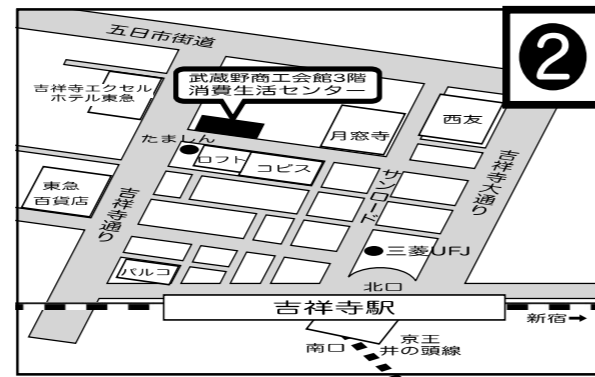 五日市街道
2
吉祥寺エクセル
ホテル東急
武蔵野商工会館3階
消費生活センター
西友
月窓寺
たましん
ロフト
コピス
サンロード
吉祥寺大通り
東急
百貨店
吉祥寺通り
三菱UFJ
パルコ
北口
吉祥寺駅
新宿→
南口
京王
井の頭線